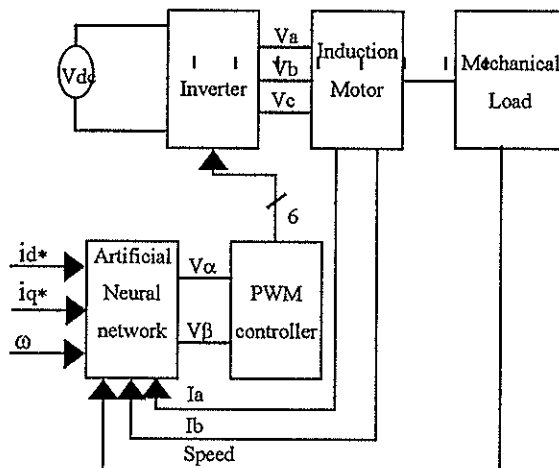 Vdc
Inverter
Va
Vb
Vc
Induction
Motor
Mechanical
Load
6
id*
iq*
ω
Artificial
Neural
network
Vα
Vβ
PWM
controller
Ia
Ib
Speed